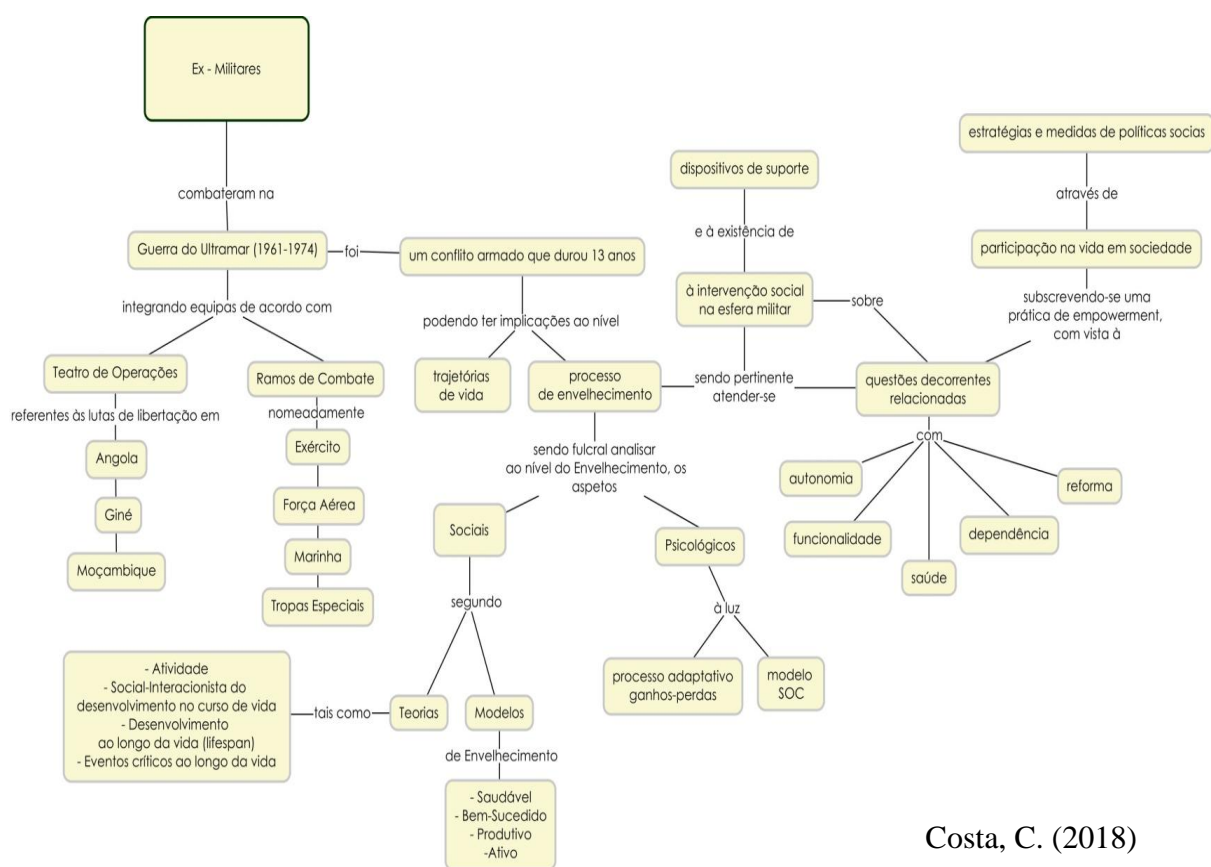 Ex - Militares
combateram na
Guerra do Ultramar (1961-1974)
foi
um conflito armado que durou 13 anos
integrando equipas de acordo com
Teatro de Operações
referentes às lutas de libertação em
Angola
Giné
Moçambique
Ramos de Combate
nomeadamente
Exército
Força Aérea
Marinha
Tropas Especiais
podendo ter implicações ao nível
trajetórias
de vida
processo
de envelhecimento
sendo pertinente
atender-se
à intervenção social
na esfera militar
e à existência de
dispositivos de suporte
sobre
questões decorrentes
relacionadas
com
autonomia
funcionalidade
saúde
dependência
reforma
subscrevendo-se uma
prática de empowerment,
com vista à
participação na vida em sociedade
através de
estratégias e medidas de políticas socias
sendo fulcral analisar
ao nível do Envelhecimento, os
aspetos
Sociais
segundo
Teorias
tais como
- Atividade
- Social-Interacionista do
desenvolvimento no curso de vida
- Desenvolvimento
ao longo da vida (lifespan)
- Eventos críticos ao longo da vida
Modelos
de Envelhecimento
- Saudável
- Bem-Sucedido
- Produtivo
-Ativo
Psicológicos
à luz
processo adaptativo
ganhos-perdas
modelo
SOC
Costa, C. (2018)